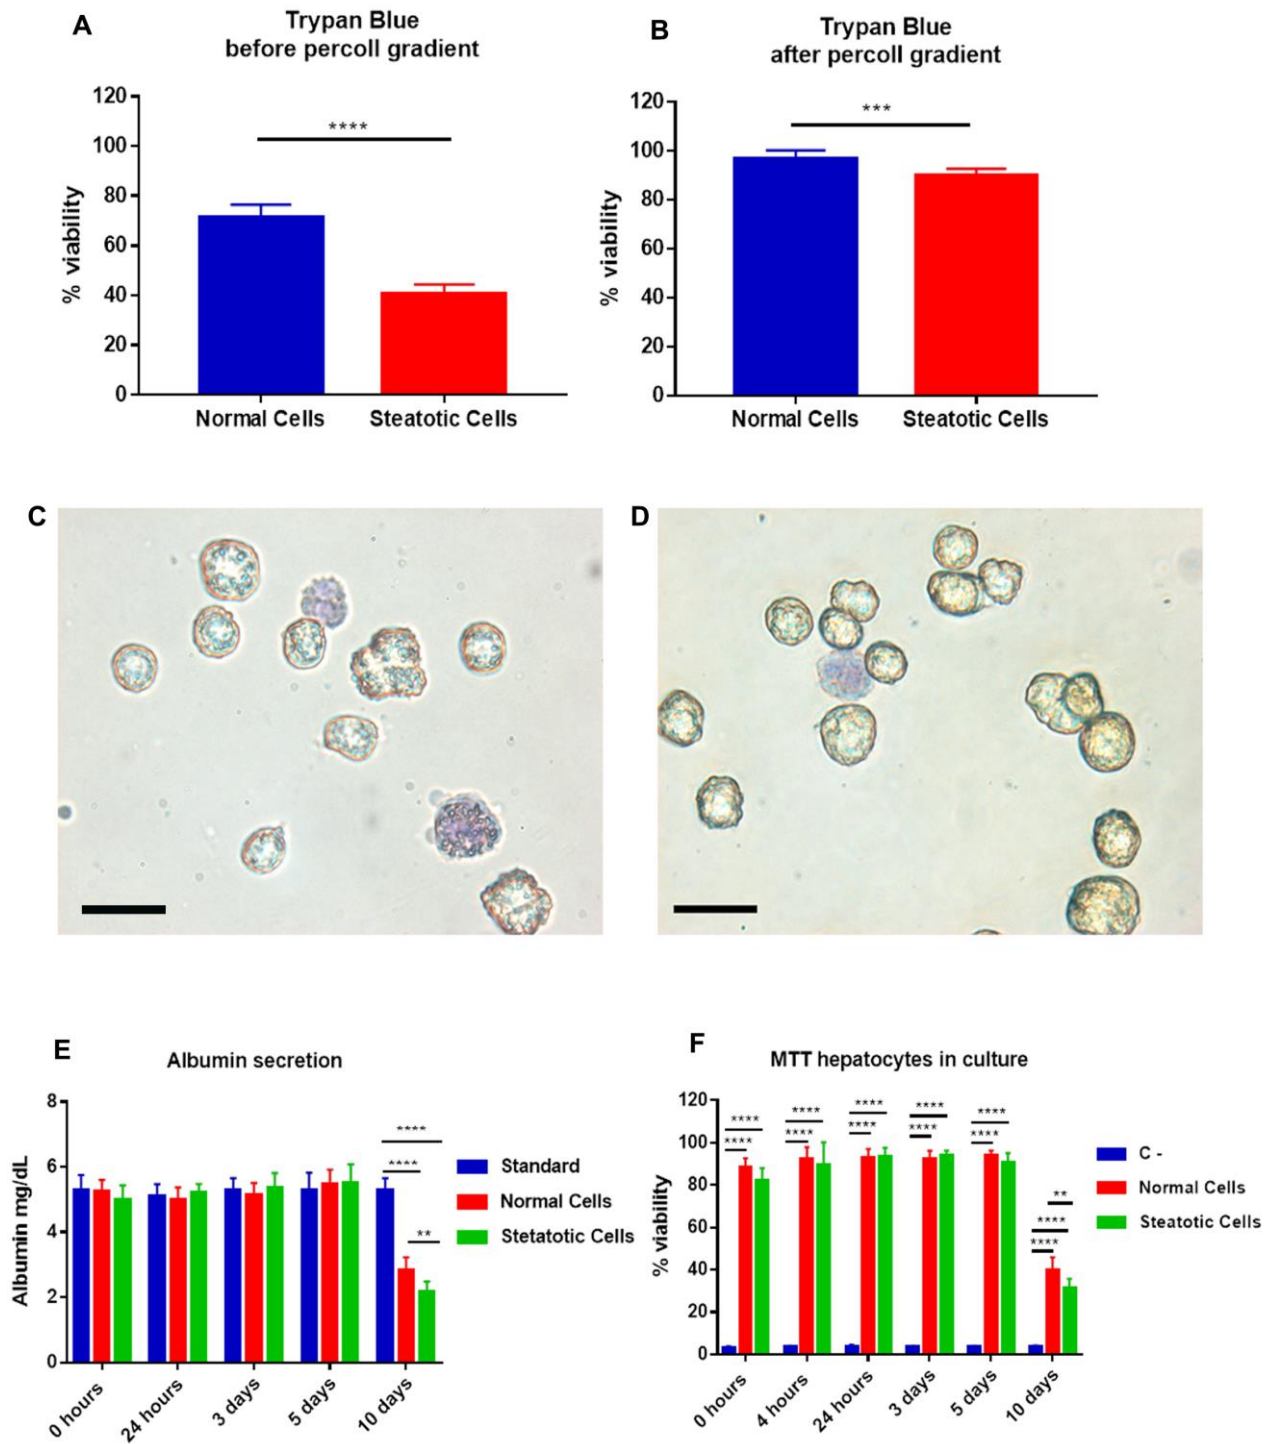 A
Trypan Blue
before percoll gradient
120
100
80
60
40
20
0
% viability
****
Normal Cells
Steatotic Cells
B
Trypan Blue
after percoll gradient
120
100
80
60
40
20
0
% viability
***
Normal Cells
Steatotic Cells
C
D
E
Albumin secretion
8
6
4
2
0
Albumin mg/dL
****
****
**
0 hours
24 hours
3 days
5 days
10 days
Standard
Normal Cells
Stetatotic Cells
F
MTT hepatocytes in culture
120
100
80
60
40
20
0
% viability
****
****
****
****
****
****
****
****
****
****
**
****
****
0 hours
4 hours
24 hours
3 days
5 days
10 days
C -
Normal Cells
Steatotic Cells